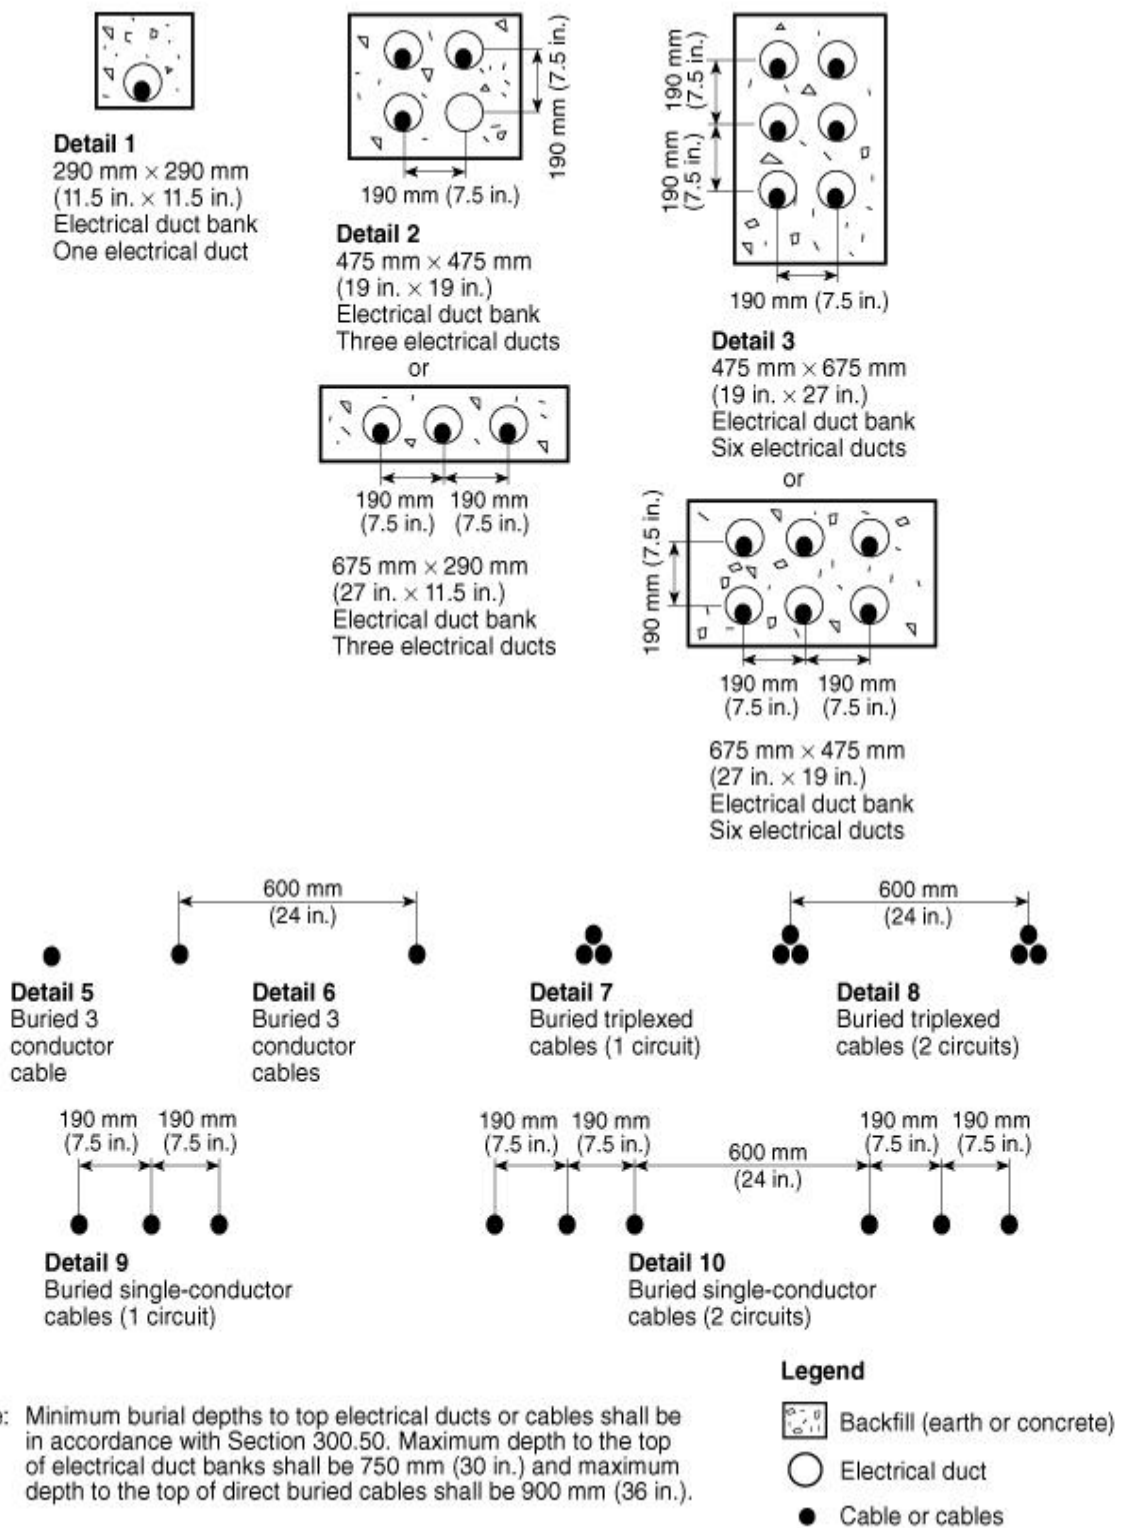 Detail 1
290 mm × 290 mm
(11.5 in. × 11.5 in.)
Electrical duct bank
One electrical duct
190 mm (7.5 in.)
190 mm (7.5 in.)
Detail 2
475 mm × 475 mm
(19 in. × 19 in.)
Electrical duct bank
Three electrical ducts
or
190 mm
(7.5 in.)
190 mm
(7.5 in.)
675 mm × 290 mm
(27 in. × 11.5 in.)
Electrical duct bank
Three electrical ducts
190 mm
(7.5 in.)
190 mm
(7.5 in.)
190 mm (7.5 in.)
Detail 3
475 mm × 675 mm
(19 in. × 27 in.)
Electrical duct bank
Six electrical ducts
or
190 mm (7.5 in.)
190 mm
(7.5 in.)
190 mm
(7.5 in.)
675 mm × 475 mm
(27 in. × 19 in.)
Electrical duct bank
Six electrical ducts
Detail 5
Buried 3
conductor
cable
600 mm
(24 in.)
Detail 6
Buried 3
conductor
cables
Detail 7
Buried triplexed
cables (1 circuit)
600 mm
(24 in.)
Detail 8
Buried triplexed
cables (2 circuits)
190 mm
(7.5 in.)
190 mm
(7.5 in.)
Detail 9
Buried single-conductor
cables (1 circuit)
190 mm
(7.5 in.)
190 mm
(7.5 in.)
600 mm
(24 in.)
190 mm
(7.5 in.)
190 mm
(7.5 in.)
Detail 10
Buried single-conductor
cables (2 circuits)
e: Minimum burial depths to top electrical ducts or cables shall be
in accordance with Section 300.50. Maximum depth to the top
of electrical duct banks shall be 750 mm (30 in.) and maximum
depth to the top of direct buried cables shall be 900 mm (36 in.).
Legend
Backfill (earth or concrete)
Electrical duct
Cable or cables